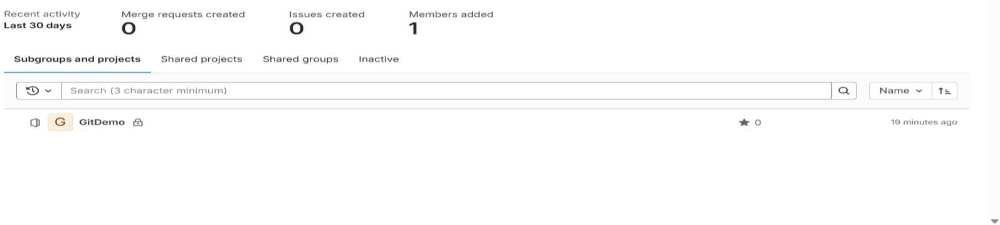 Recent activity
Last 30 days
Merge requests created
0
Issues created
0
Members added
1
Subgroups and projects Shared projects Shared groups Inactive
Search (3 character minimum) Name
G GitDemo 0 19 minutes ago